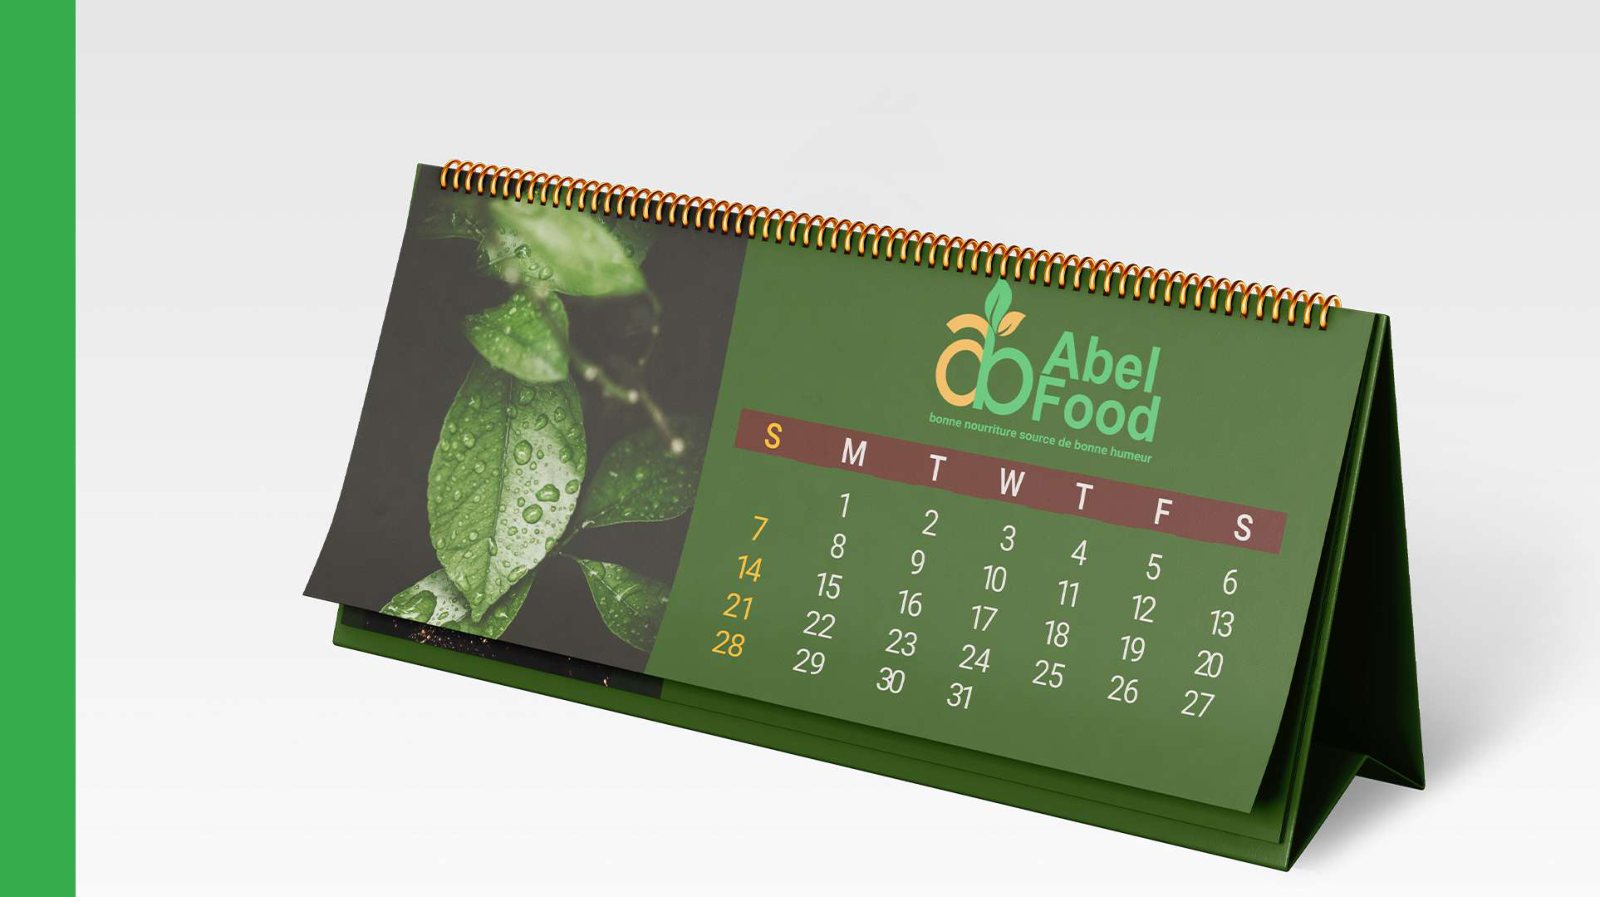 ab
Abel
Food
bonne nourriture source de bonne humeur
S M T W T F S
1 2 3 4 5 6
7 8 9 10 11 12 13
14 15 16 17 18 19 20
21 22 23 24 25 26 27
28 29 30 31